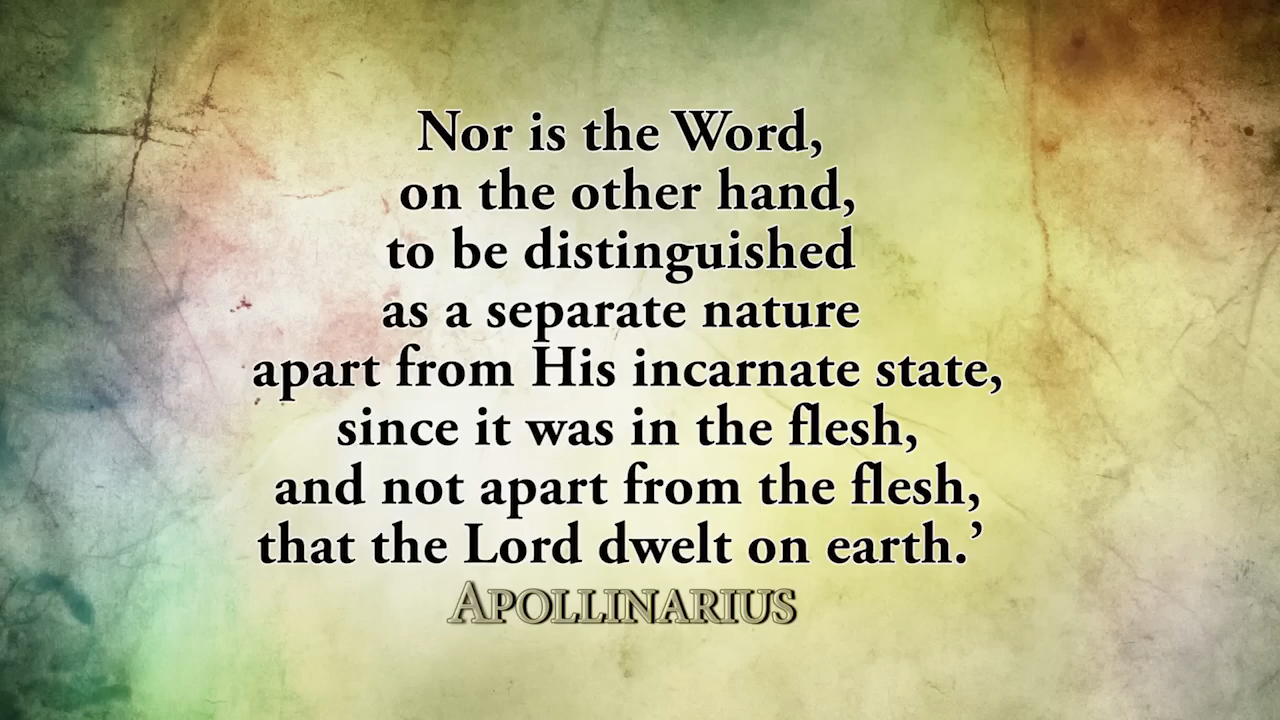 Nor is the Word,
on the other hand,
to be distinguished
as a separate nature
apart from His incarnate state,
since it was in the flesh,
and not apart from the flesh,
that the Lord dwelt on earth.’
APOLLINARIUS